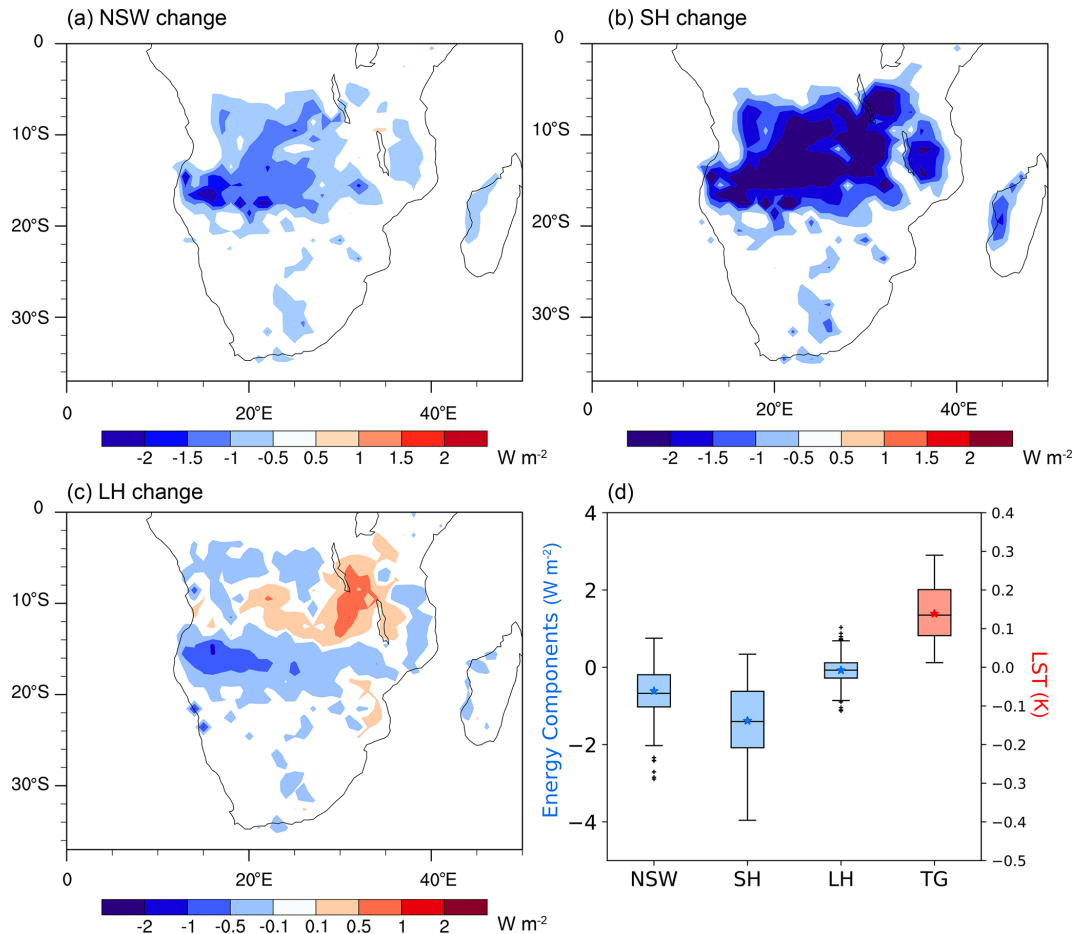 (a) NSW change
(b) SH change
0
10°S
20°S
30°S
0
20°E
40°E
-2 -1.5 -1 -0.5 0.5 1 1.5 2
W m-2
0
10°S
20°S
30°S
0
20°E
40°E
-2 -1.5 -1 -0.5 0.5 1 1.5 2
W m-2
(c) LH change
0
10°S
20°S
30°S
0
20°E
40°E
-2 -1 -0.5 -0.1 0.1 0.5 1 2
W m-2
(d)
Energy Components (W m-2)
4
2
0
−2
−4
NSW SH LH TG
0.4
0.3
0.2
0.1
0.0
−0.1
−0.2
−0.3
−0.4
−0.5
LST (K)